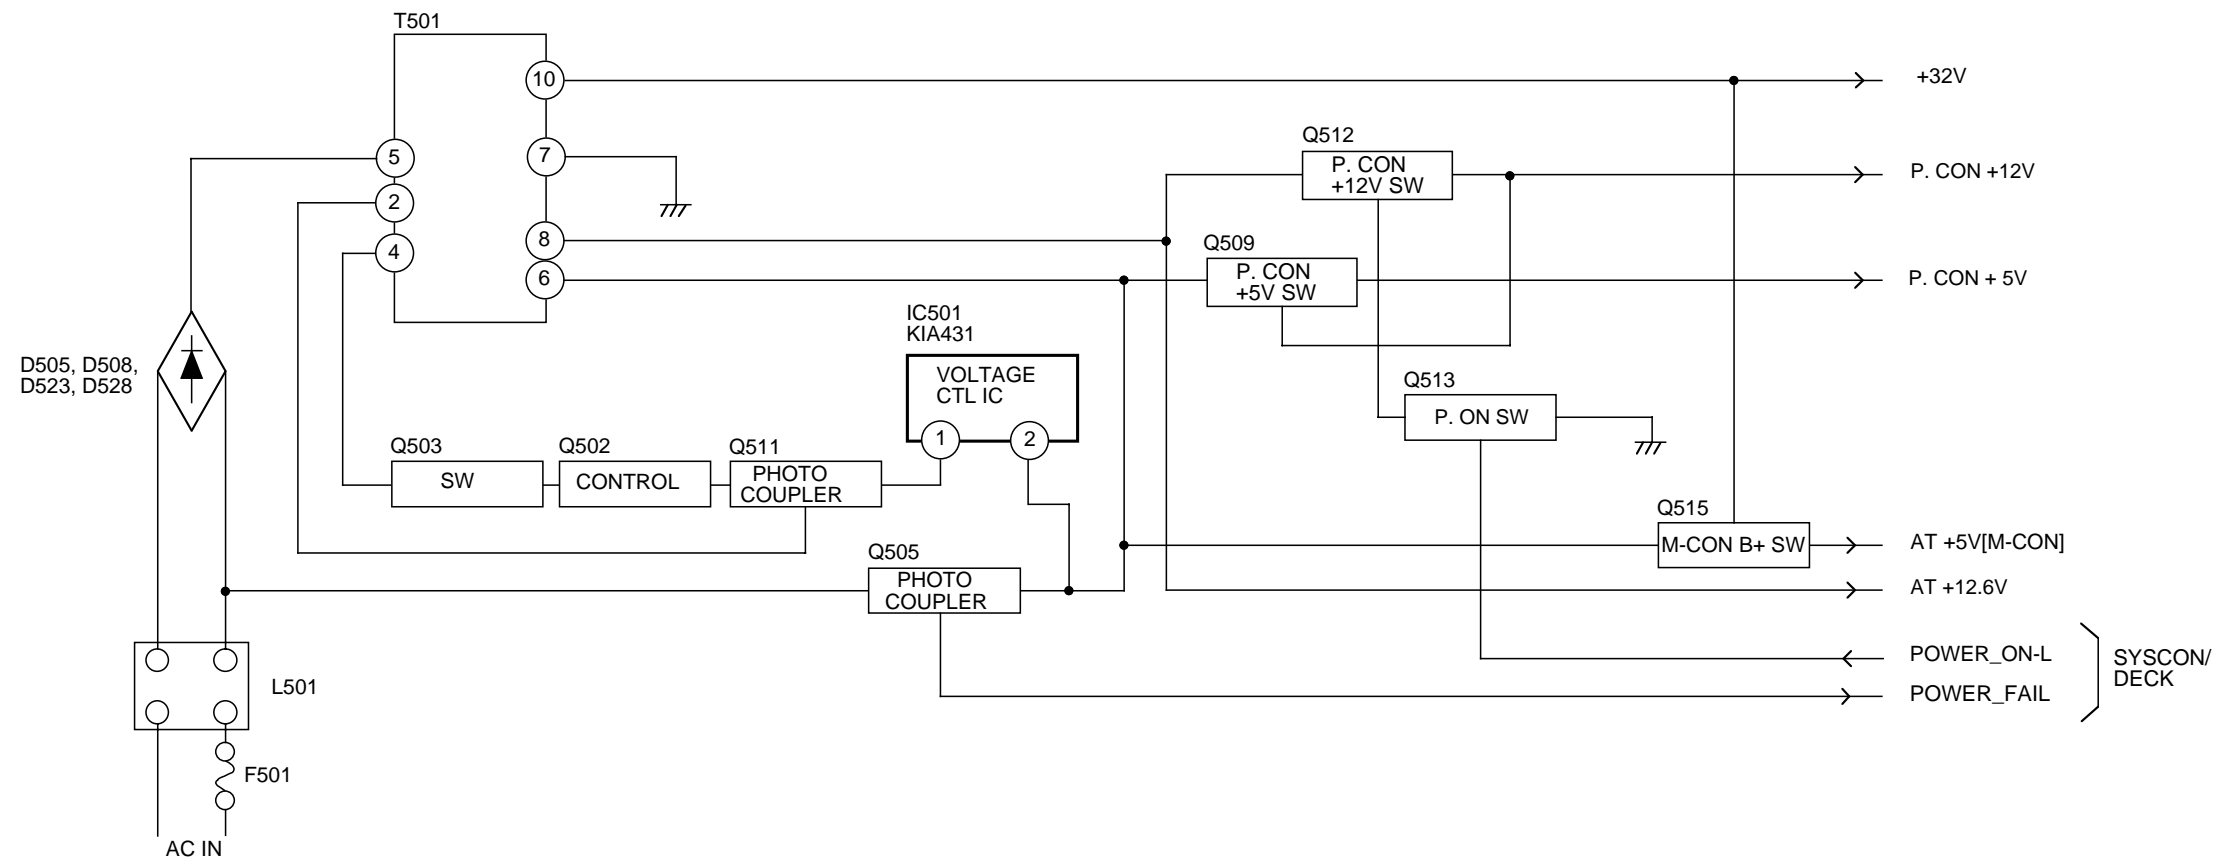 T501
10
+32V
Q512
P. CON
+12V SW
5
7
P. CON +12V
2
8
Q509
4
6
P. CON
+5V SW
P. CON + 5V
IC501
KIA431
D505, D508,
D523, D528
VOLTAGE
CTL IC
Q513
P. ON SW
1
2
Q503
Q502
Q511
SW
CONTROL
PHOTO
COUPLER
Q515
M-CON B+ SW
AT +5V[M-CON]
Q505
PHOTO
COUPLER
AT +12.6V
POWER_ON-L
POWER_FAIL
SYSCON/
DECK
L501
F501
AC IN